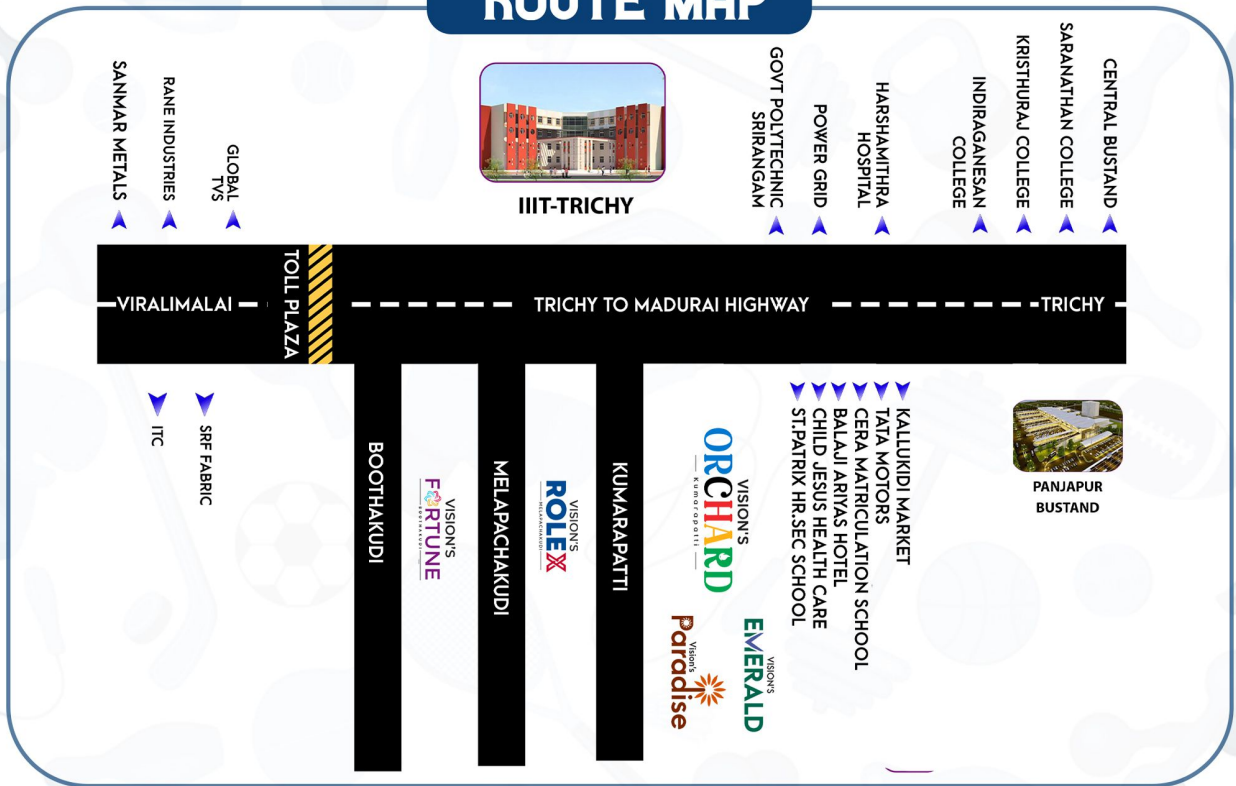 ROUTE MAP
SANMAR METALS
RANE INDUSTRIES
GLOBAL
TVS
IIIT-TRICHY
GOVT POLYTECHNIC
SRIRANGAM
POWER GRID
HARSHAMITHRA
HOSPITAL
INDIRAGANESAN
COLLEGE
KRISTHURAJ COLLEGE
SARANATHAN COLLEGE
CENTRAL BUSTAND
VIRALIMALAI
TOLL PLAZA
TRICHY TO MADURAI HIGHWAY
TRICHY
ITC
SRF FABRIC
BOOTHAKUDI
VISION'S
FORTUNE
BOOTHAKUDI
MELAPACHAKUDI
VISION'S
ROLEX
MELAPACHAKUDI
KUMARAPATTI
VISION'S
ORCHARD
Kumarapatti
Vision's
Paradise
VISION'S
EMERALD
ST.PATRIX HR.SEC SCHOOL
CHILD JESUS HEALTH CARE
BALAJI ARIYAS HOTEL
CERA MATRICULATION SCHOOL
TATA MOTORS
KALLUKIDI MARKET
PANJAPUR
BUSTAND